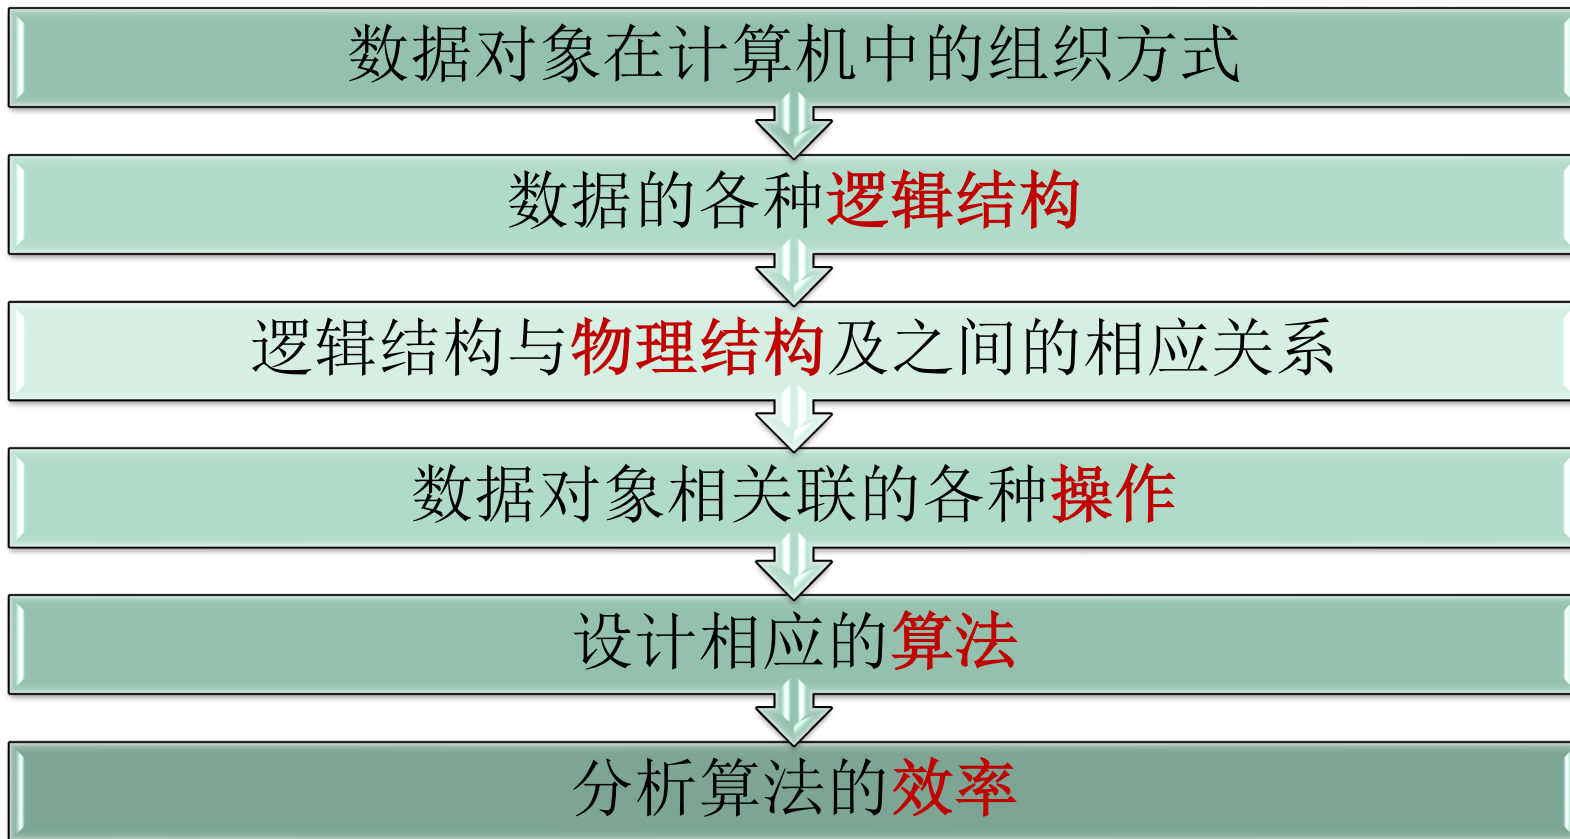 数据对象在计算机中的组织方式
数据的各种逻辑结构
逻辑结构与物理结构及之间的相应关系
数据对象相关联的各种操作
设计相应的算法
分析算法的效率